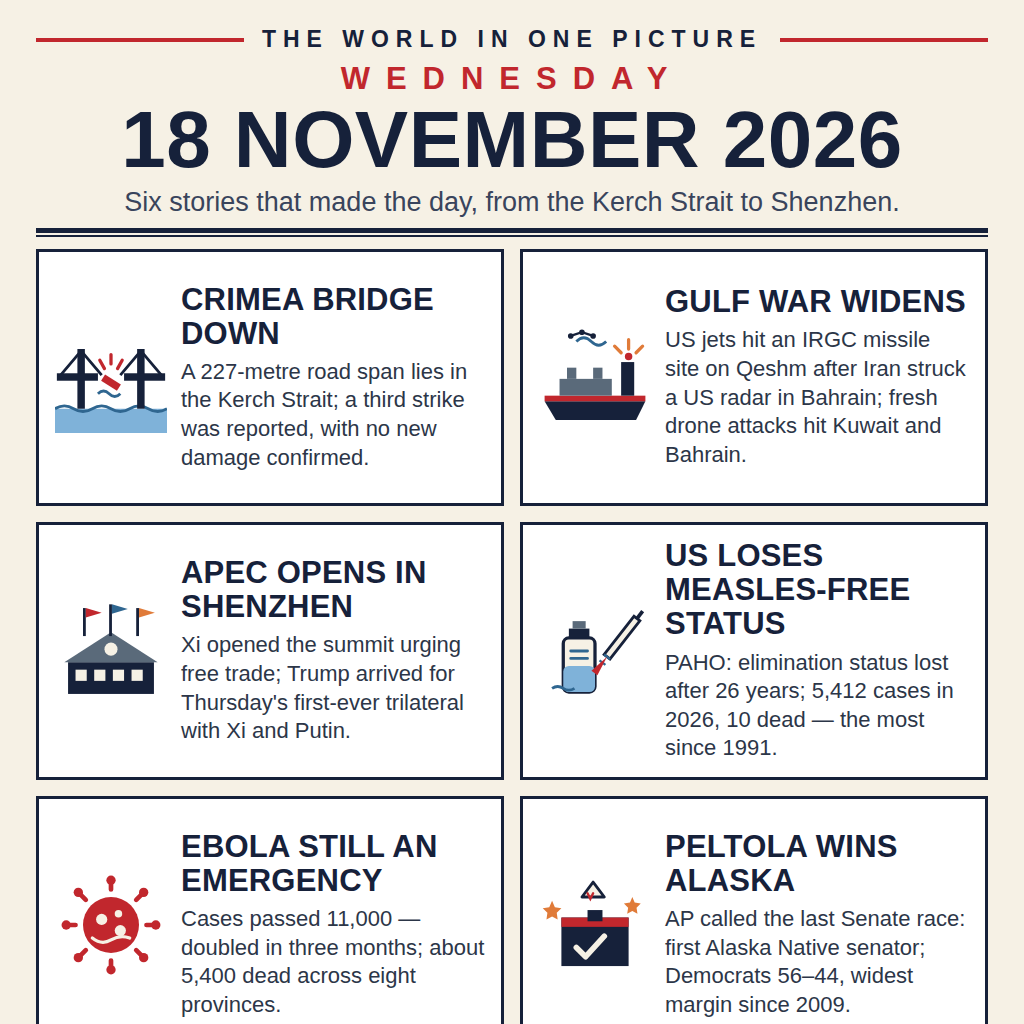 THE WORLD IN ONE PICTURE
WEDNESDAY
18 NOVEMBER 2026
Six stories that made the day, from the Kerch Strait to Shenzhen.
CRIMEA BRIDGE
DOWN
A 227-metre road span lies in
the Kerch Strait; a third strike
was reported, with no new
damage confirmed.
GULF WAR WIDENS
US jets hit an IRGC missile
site on Qeshm after Iran struck
a US radar in Bahrain; fresh
drone attacks hit Kuwait and
Bahrain.
APEC OPENS IN
SHENZHEN
Xi opened the summit urging
free trade; Trump arrived for
Thursday's first-ever trilateral
with Xi and Putin.
US LOSES
MEASLES-FREE
STATUS
PAHO: elimination status lost
after 26 years; 5,412 cases in
2026, 10 dead — the most
since 1991.
EBOLA STILL AN
EMERGENCY
Cases passed 11,000 —
doubled in three months; about
5,400 dead across eight
provinces.
PELTOLA WINS
ALASKA
AP called the last Senate race:
first Alaska Native senator;
Democrats 56–44, widest
margin since 2009.